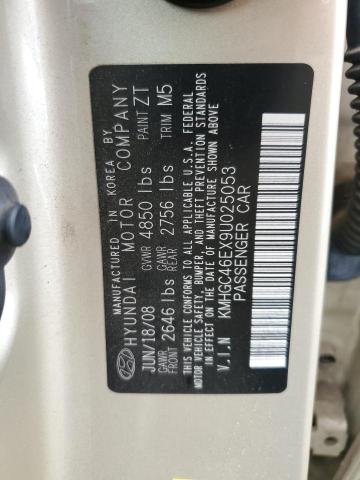 MANUFACTURED IN KOREA BY
HYUNDAI MOTOR COMPANY
JUN/18/08 GVWR 4850 lbs PAINT ZT
GAWR FRONT 2646 lbs GAWR REAR 2756 lbs TRIM M5
THIS VEHICLE CONFORMS TO ALL APPLICABLE U.S.A. FEDERAL
MOTOR VEHICLE SAFETY, BUMPER, AND THEFT PREVENTION STANDARDS
IN EFFECT ON THE DATE OF MANUFACTURE SHOWN ABOVE
V.I.N KMHGC46EX9U025053
PASSENGER CAR